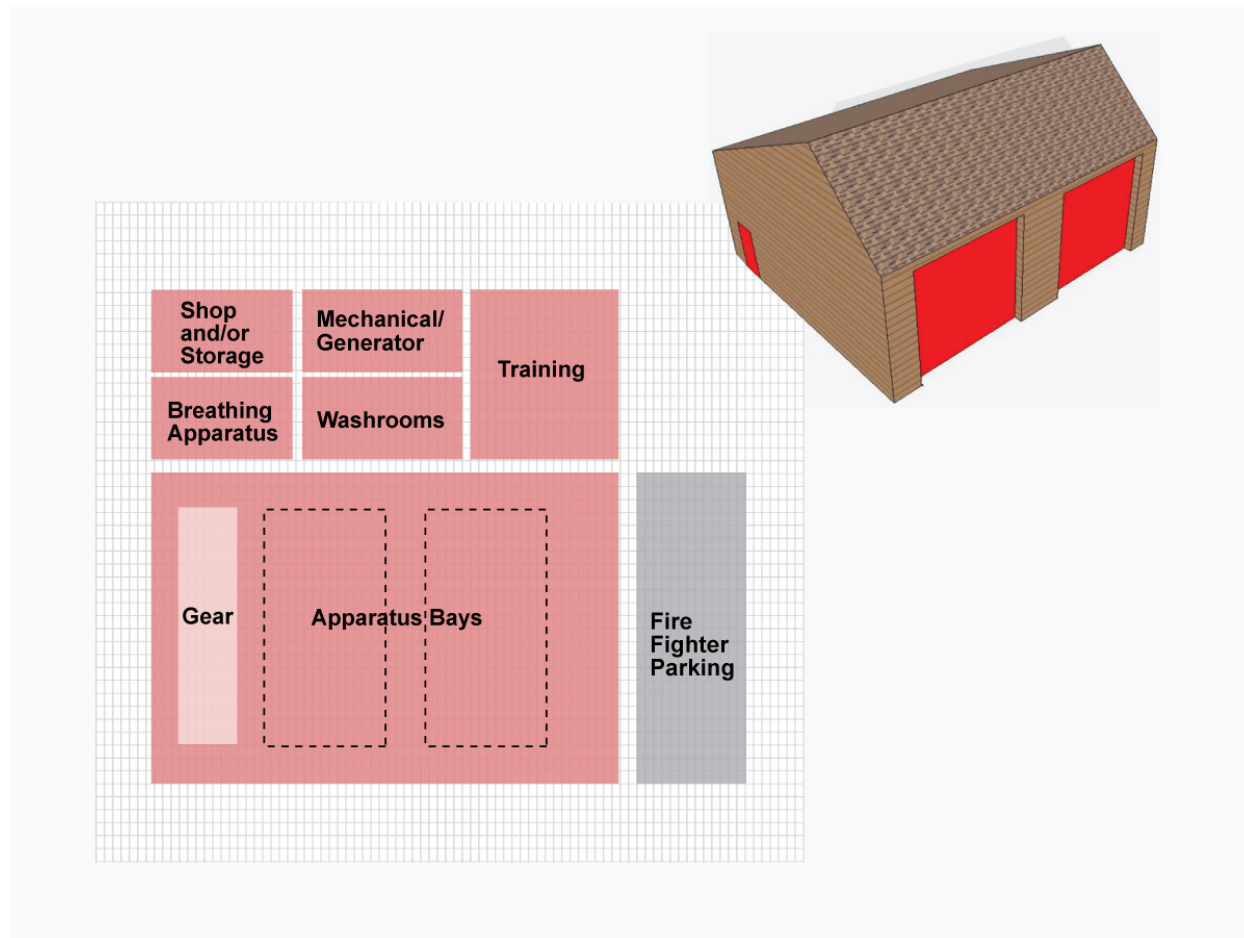 Shop
and/or
Storage
Mechanical/
Generator
Training
Breathing
Apparatus
Washrooms
Gear
Apparatus Bays
Fire
Fighter
Parking